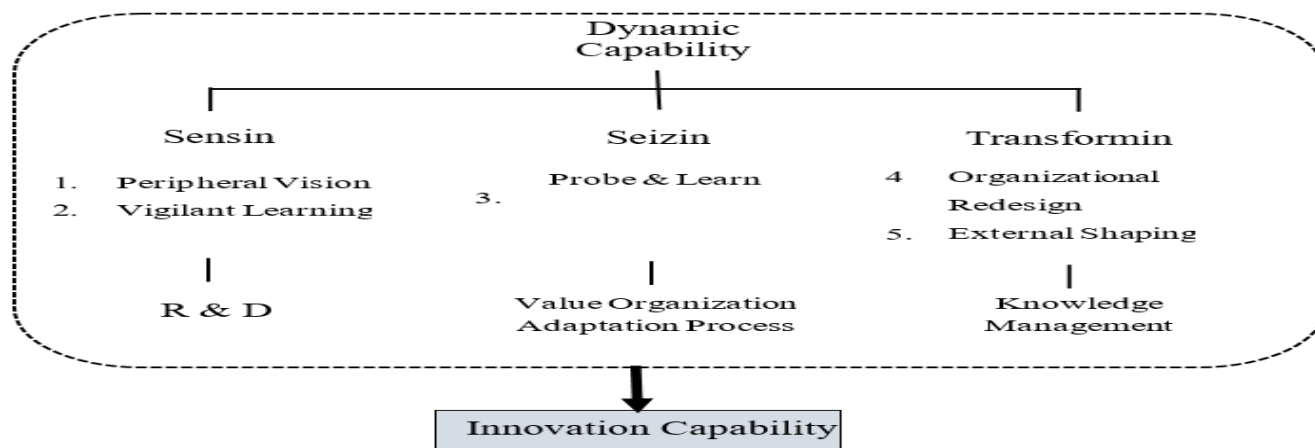 Dynamic
Capability
Sensin
1. Peripheral Vision
2. Vigilant Learning
R & D
Seizin
Probe & Learn
3.
Value Organization
Adaptation Process
Transformin
4 Organizational
Redesign
5. External Shaping
Knowledge
Management
Innovation Capability